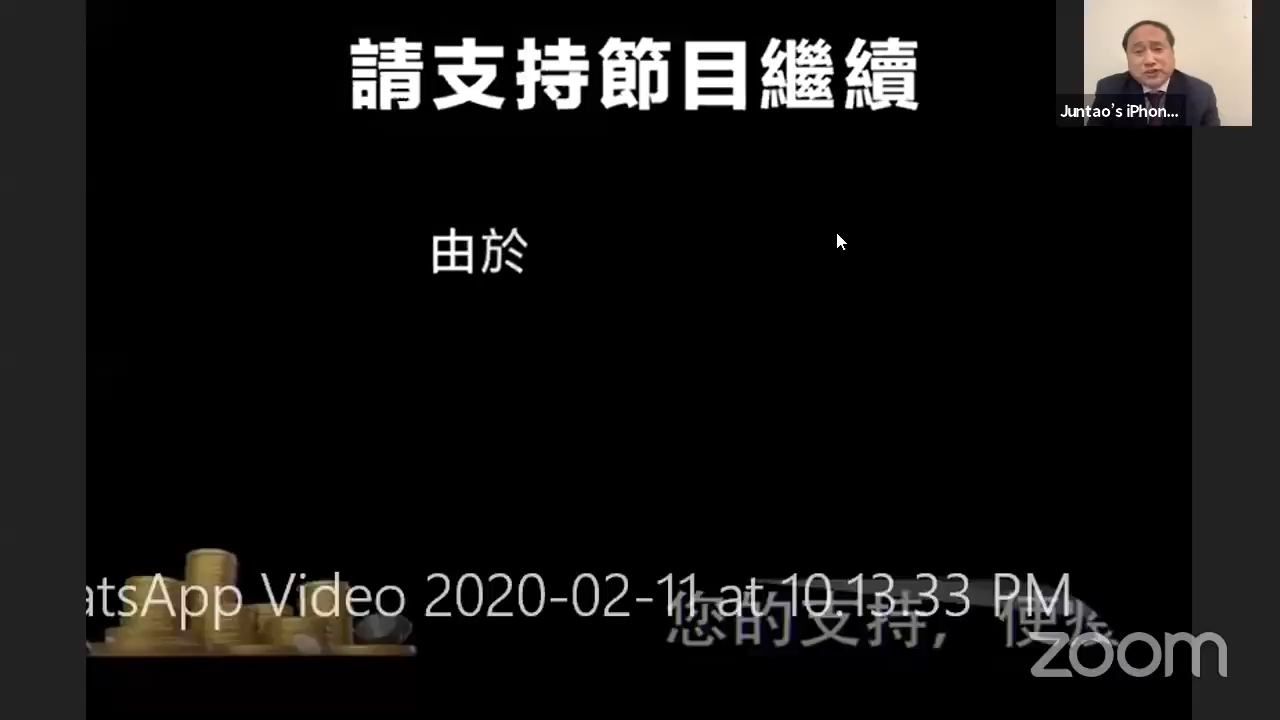 請支持節目繼續
Juntao’s iPhon...
由於
atsApp Video 2020-02-11 at 10.13.33 PM
您的支持, 便
zoom